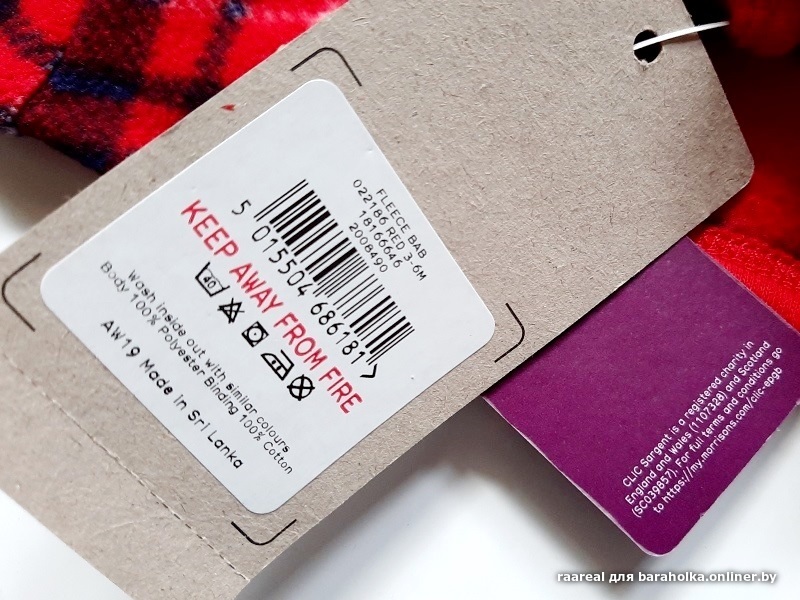 FLEECE BAB
022186 RED 3-6M
18166646
2008490
5 015504 686181 >
KEEP AWAY FROM FIRE
40
Wash inside out with similar colours
Body 100% Polyester Binding 100% Cotton
AW19 Made in Sri Lanka
CLIC Sargent is a registered charity in
England and Wales (1107328) and Scotland
(SC039857). For full terms and conditions go
to https://my.morrisons.com/clic-epgb
raareal для baraholka.onliner.by